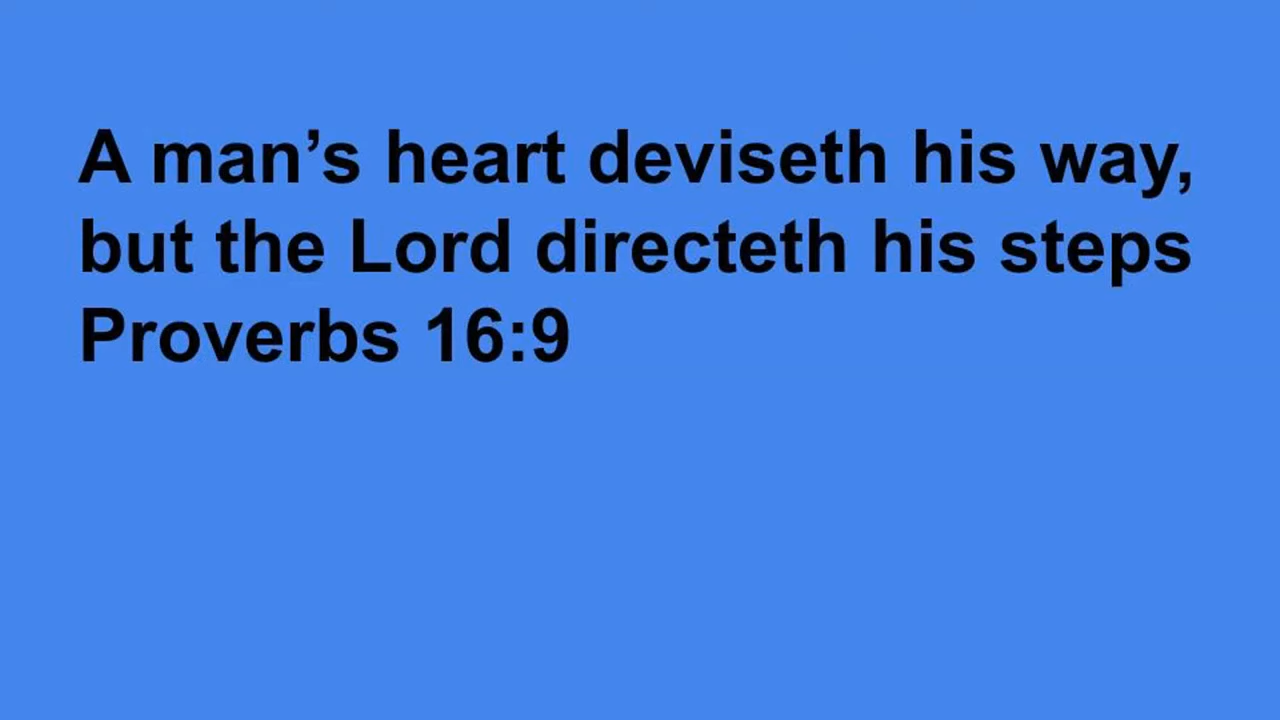 A man’s heart deviseth his way,
but the Lord directeth his steps
Proverbs 16:9